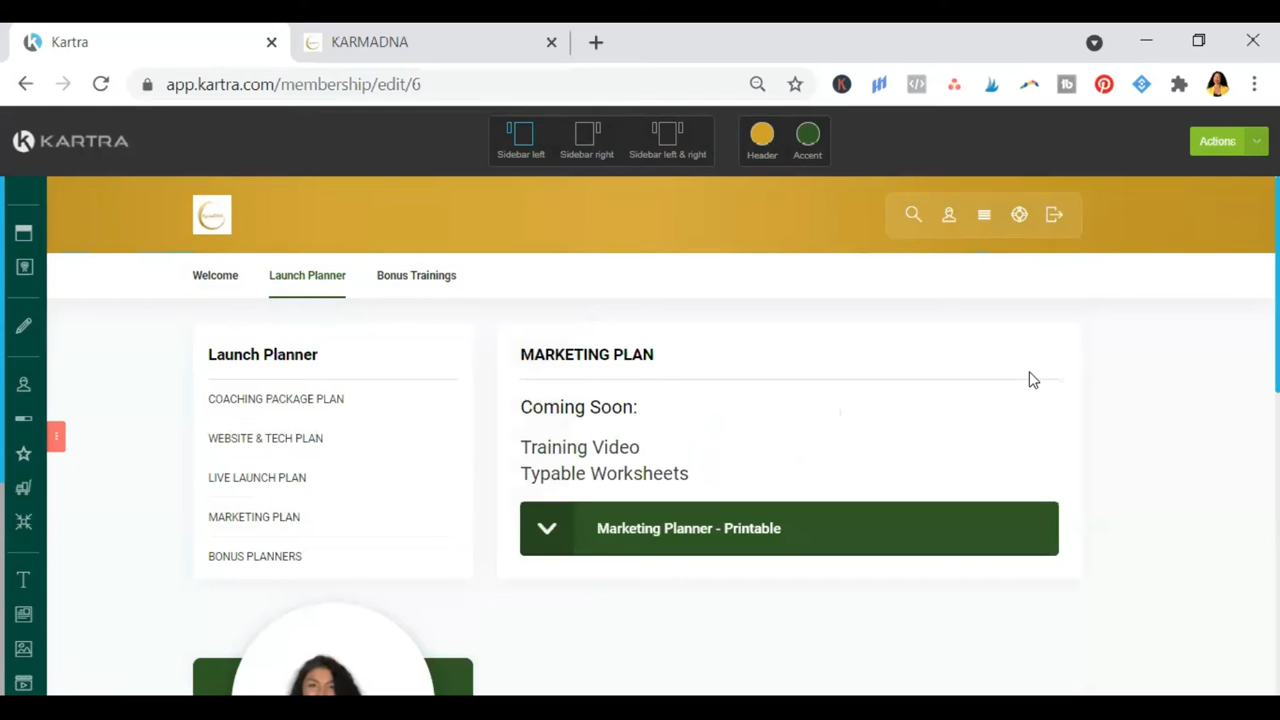 Kartra
KARMADNA
app.kartra.com/membership/edit/6
KARTRA
Sidebar left
Sidebar right
Sidebar left & right
Header
Accent
Actions
KarmaDNA
Welcome
Launch Planner
Bonus Trainings
Launch Planner
COACHING PACKAGE PLAN
WEBSITE & TECH PLAN
LIVE LAUNCH PLAN
MARKETING PLAN
BONUS PLANNERS
MARKETING PLAN
Coming Soon:
Training Video
Typable Worksheets
Marketing Planner - Printable